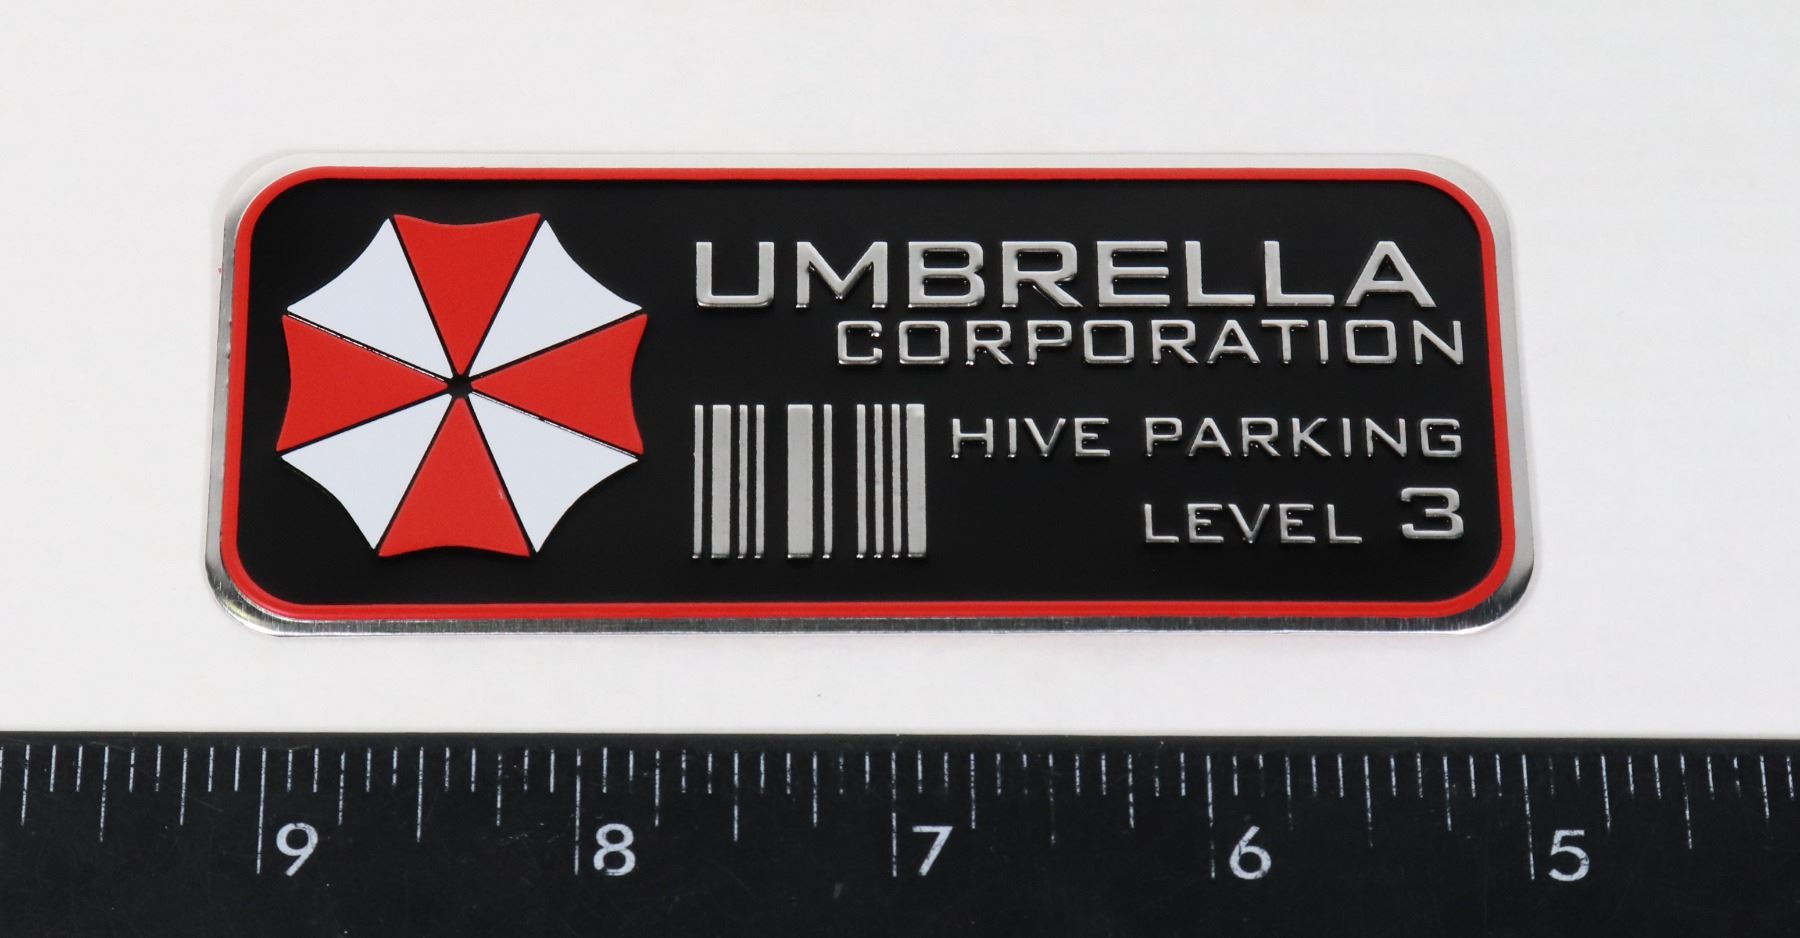 UMBRELLA
CORPORATION
HIVE PARKING
LEVEL 3
9 8 7 6 5